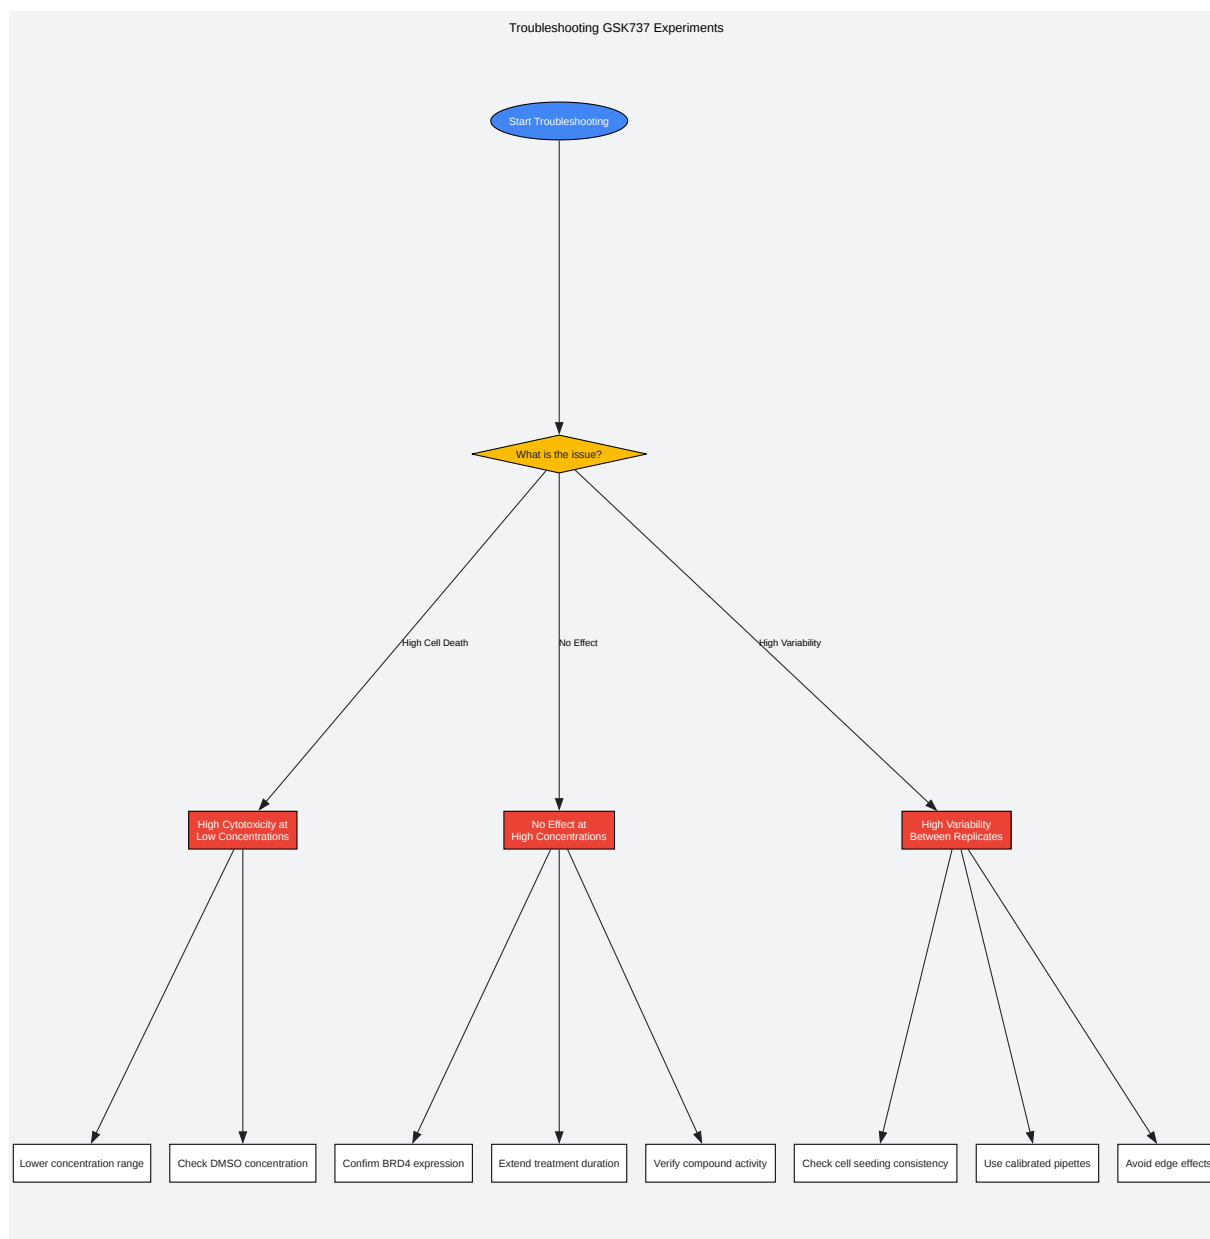 Troubleshooting GSK737 Experiments
Start Troubleshooting
What is the issue?
High Cell Death
No Effect
High Variability
High Cytotoxicity at
Low Concentrations
No Effect at
High Concentrations
High Variability
Between Replicates
Lower concentration range
Check DMSO concentration
Confirm BRD4 expression
Extend treatment duration
Verify compound activity
Check cell seeding consistency
Use calibrated pipettes
Avoid edge effects